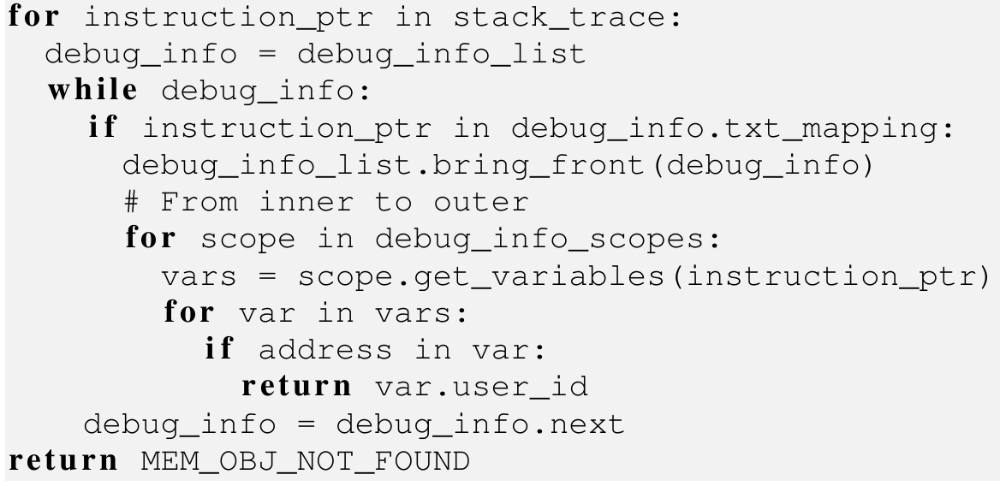 for instruction_ptr in stack_trace:
  debug_info = debug_info_list
  while debug_info:
    if instruction_ptr in debug_info.txt_mapping:
      debug_info_list.bring_front(debug_info)
      # From inner to outer
      for scope in debug_info_scopes:
        vars = scope.get_variables(instruction_ptr)
        for var in vars:
          if address in var:
            return var.user_id
    debug_info = debug_info.next
return MEM_OBJ_NOT_FOUND